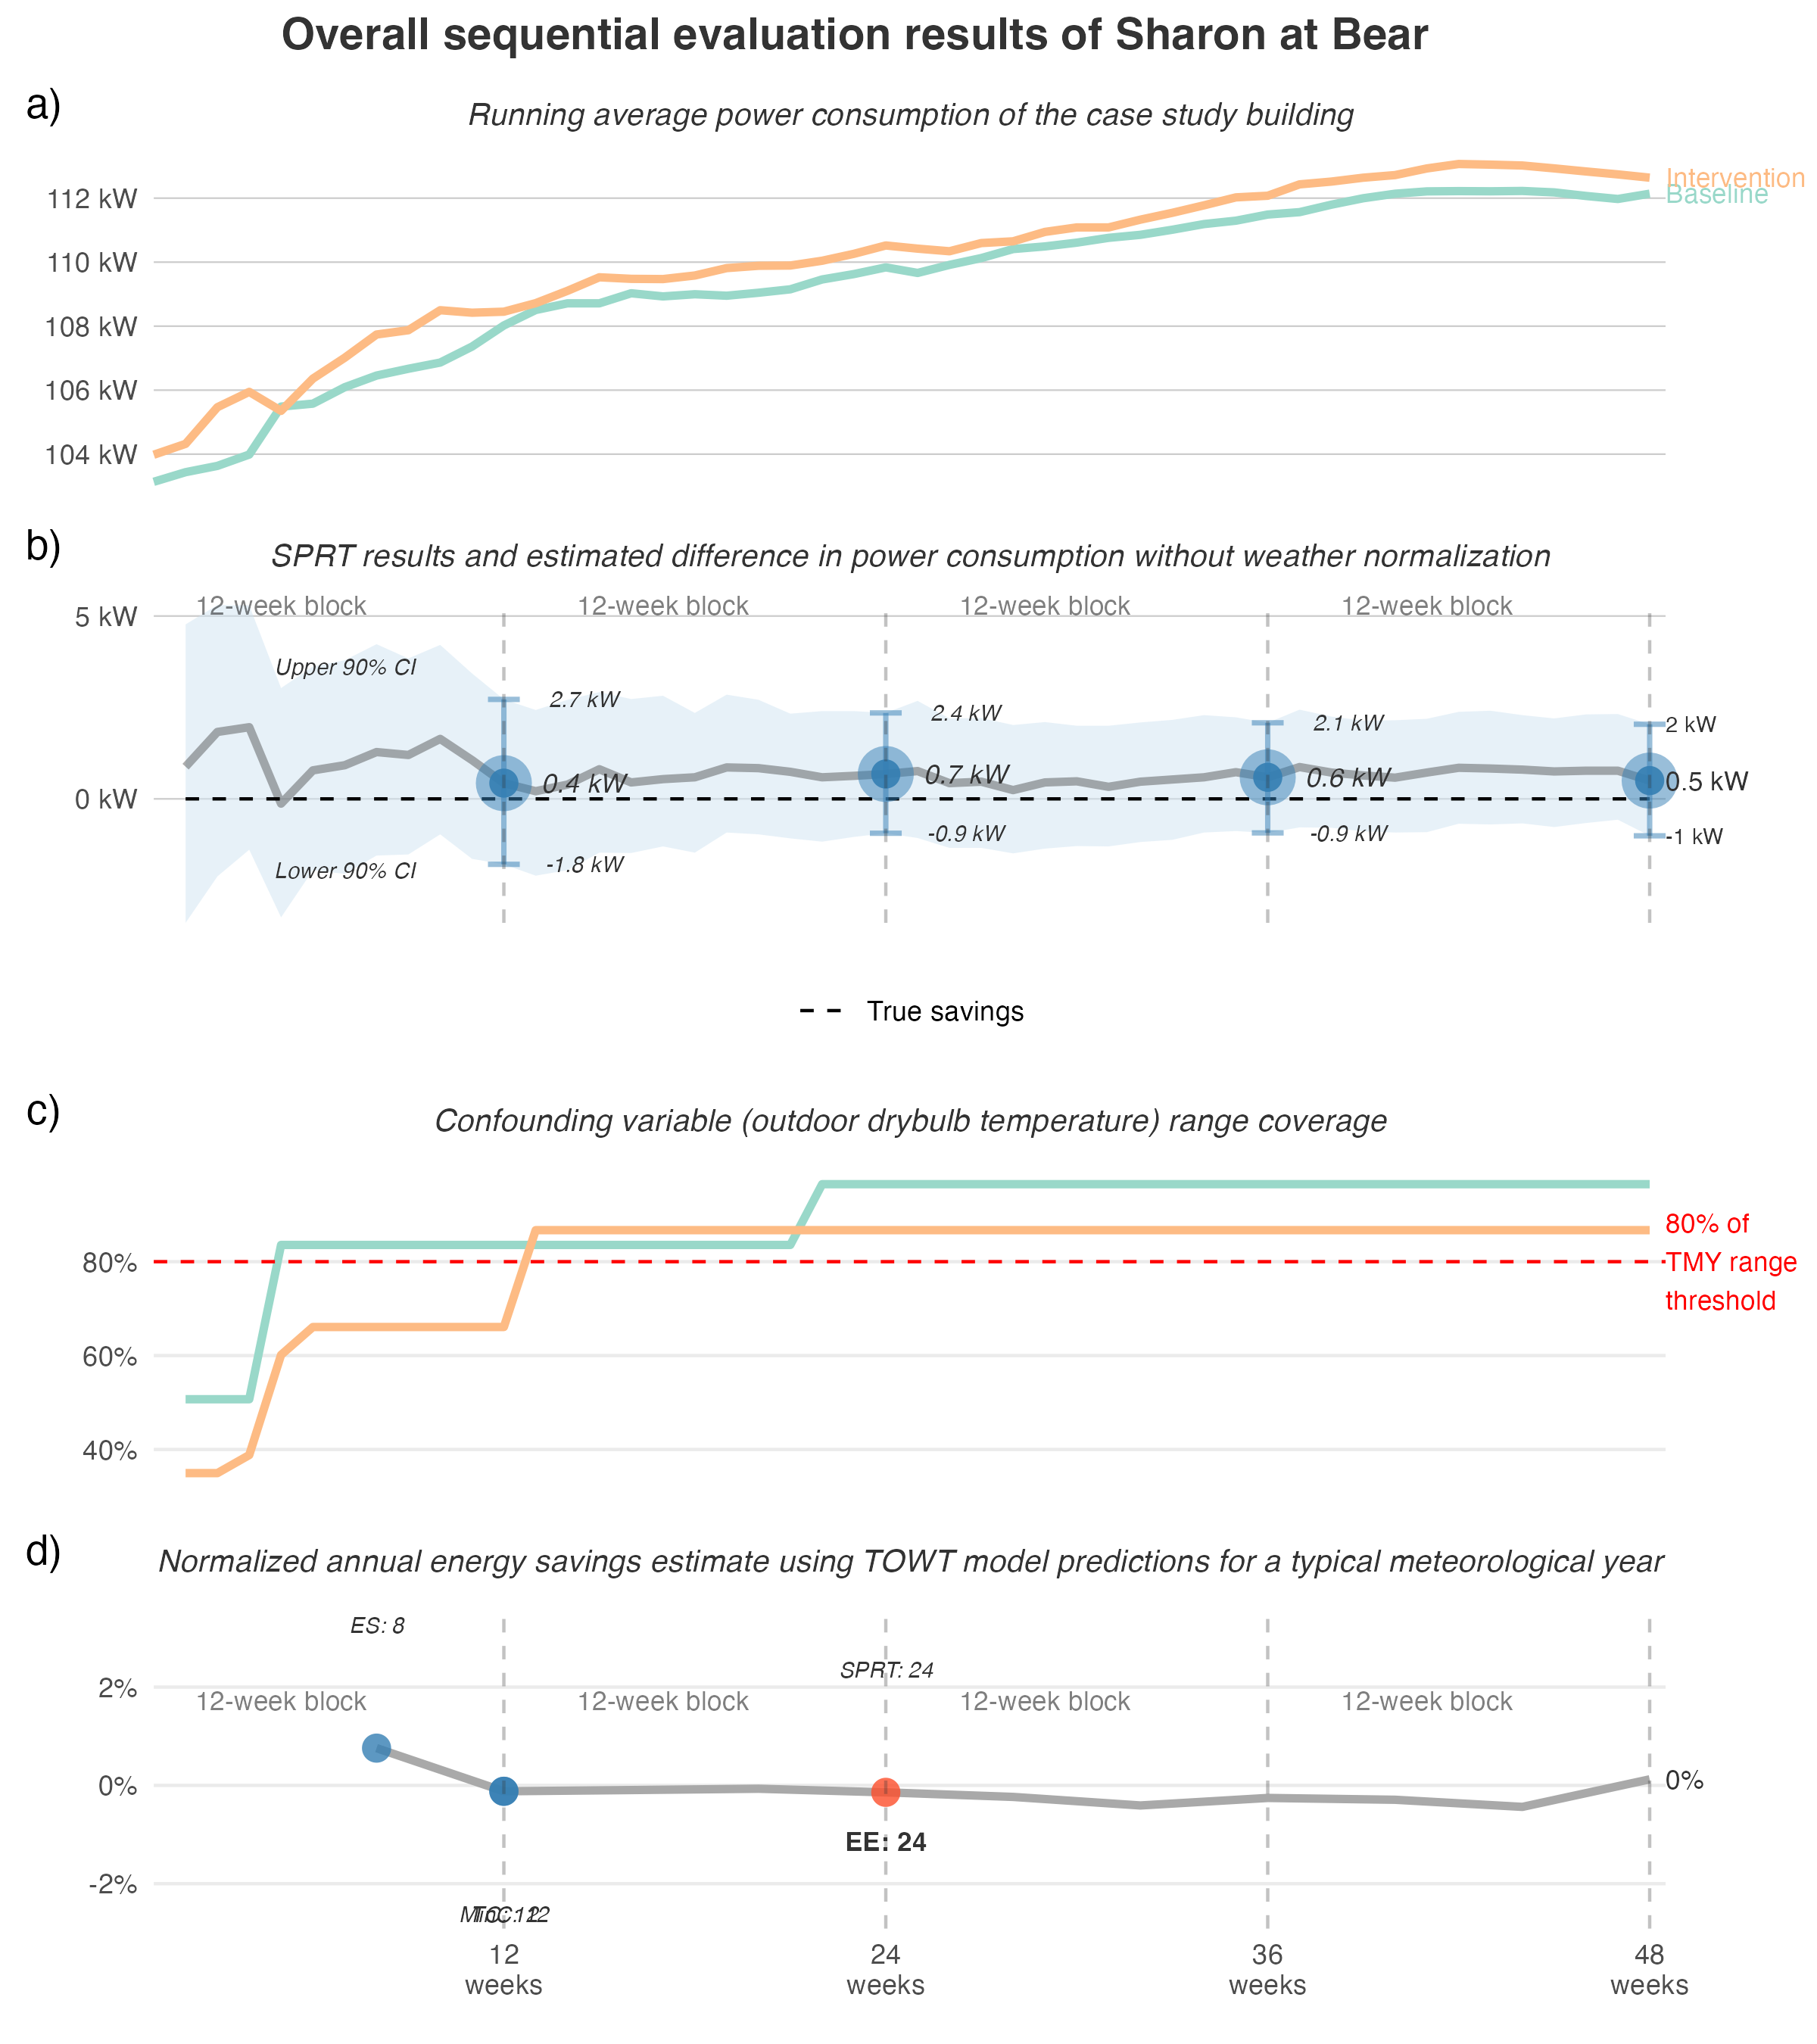 Overall sequential evaluation results of Sharon at Bear
a)
Running average power consumption of the case study building
112 kW
110 kW
108 kW
106 kW
104 kW
Intervention
Baseline
b)
SPRT results and estimated difference in power consumption without weather normalization
12-week block 12-week block 12-week block 12-week block
5 kW
0 kW
Upper 90% CI
Lower 90% CI
2.7 kW
0.4 kW
-1.8 kW
2.4 kW
0.7 kW
-0.9 kW
2.1 kW
0.6 kW
-0.9 kW
2 kW
0.5 kW
-1 kW
True savings
c)
Confounding variable (outdoor drybulb temperature) range coverage
80%
60%
40%
80% of
TMY range
threshold
d)
Normalized annual energy savings estimate using TOWT model predictions for a typical meteorological year
ES: 8
SPRT: 24
2%
0%
-2%
12-week block 12-week block 12-week block 12-week block
0%
EE: 24
12 weeks
24 weeks
36 weeks
48 weeks